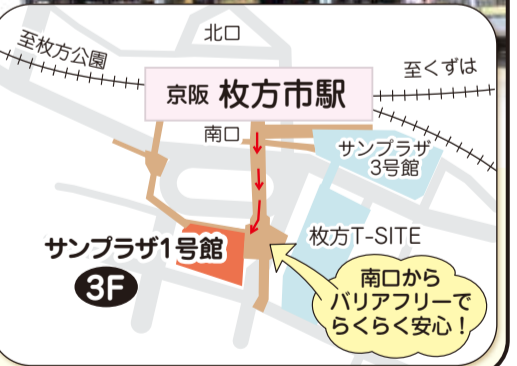 北口
至枚方公園
至くずは
京阪 枚方市駅
南口
サンプラザ
3号館
サンプラザ1号館
3F
枚方T-SITE
南口から
バリアフリーで
らくらく安心!